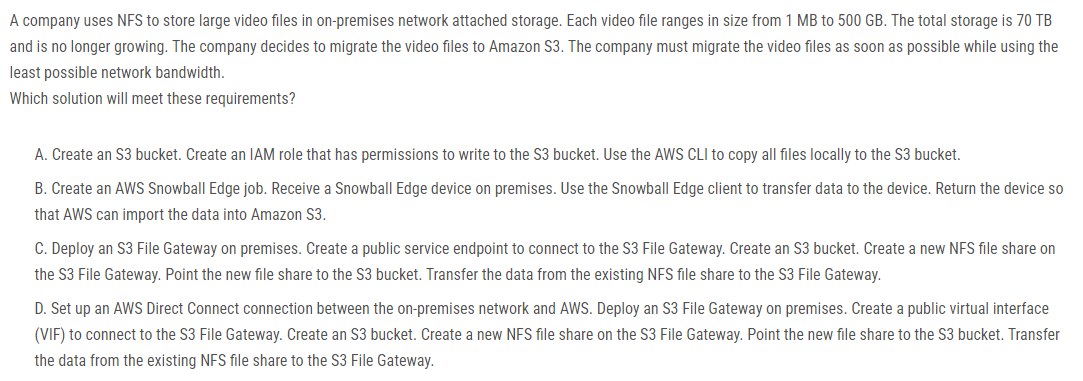 A company uses NFS to store large video files in on-premises network attached storage. Each video file ranges in size from 1 MB to 500 GB. The total storage is 70 TB
and is no longer growing. The company decides to migrate the video files to Amazon S3. The company must migrate the video files as soon as possible while using the
least possible network bandwidth.
Which solution will meet these requirements?
A. Create an S3 bucket. Create an IAM role that has permissions to write to the S3 bucket. Use the AWS CLI to copy all files locally to the S3 bucket.
B. Create an AWS Snowball Edge job. Receive a Snowball Edge device on premises. Use the Snowball Edge client to transfer data to the device. Return the device so
that AWS can import the data into Amazon S3.
C. Deploy an S3 File Gateway on premises. Create a public service endpoint to connect to the S3 File Gateway. Create an S3 bucket. Create a new NFS file share on
the S3 File Gateway. Point the new file share to the S3 bucket. Transfer the data from the existing NFS file share to the S3 File Gateway.
D. Set up an AWS Direct Connect connection between the on-premises network and AWS. Deploy an S3 File Gateway on premises. Create a public virtual interface
(VIF) to connect to the S3 File Gateway. Create an S3 bucket. Create a new NFS file share on the S3 File Gateway. Point the new file share to the S3 bucket. Transfer
the data from the existing NFS file share to the S3 File Gateway.